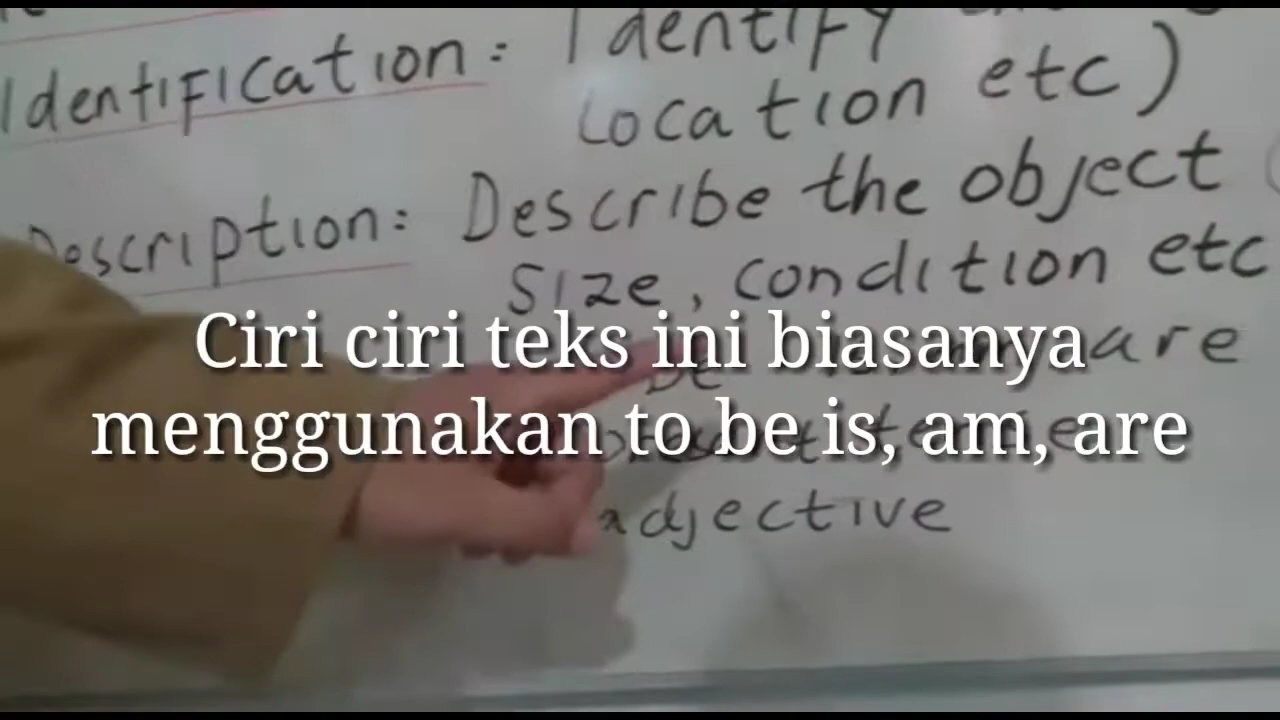 Identification: Identify
Location etc)
Description: Describe the object
Size, condition etc
are
adjective
Ciri ciri teks ini biasanya
menggunakan to be is, am, are